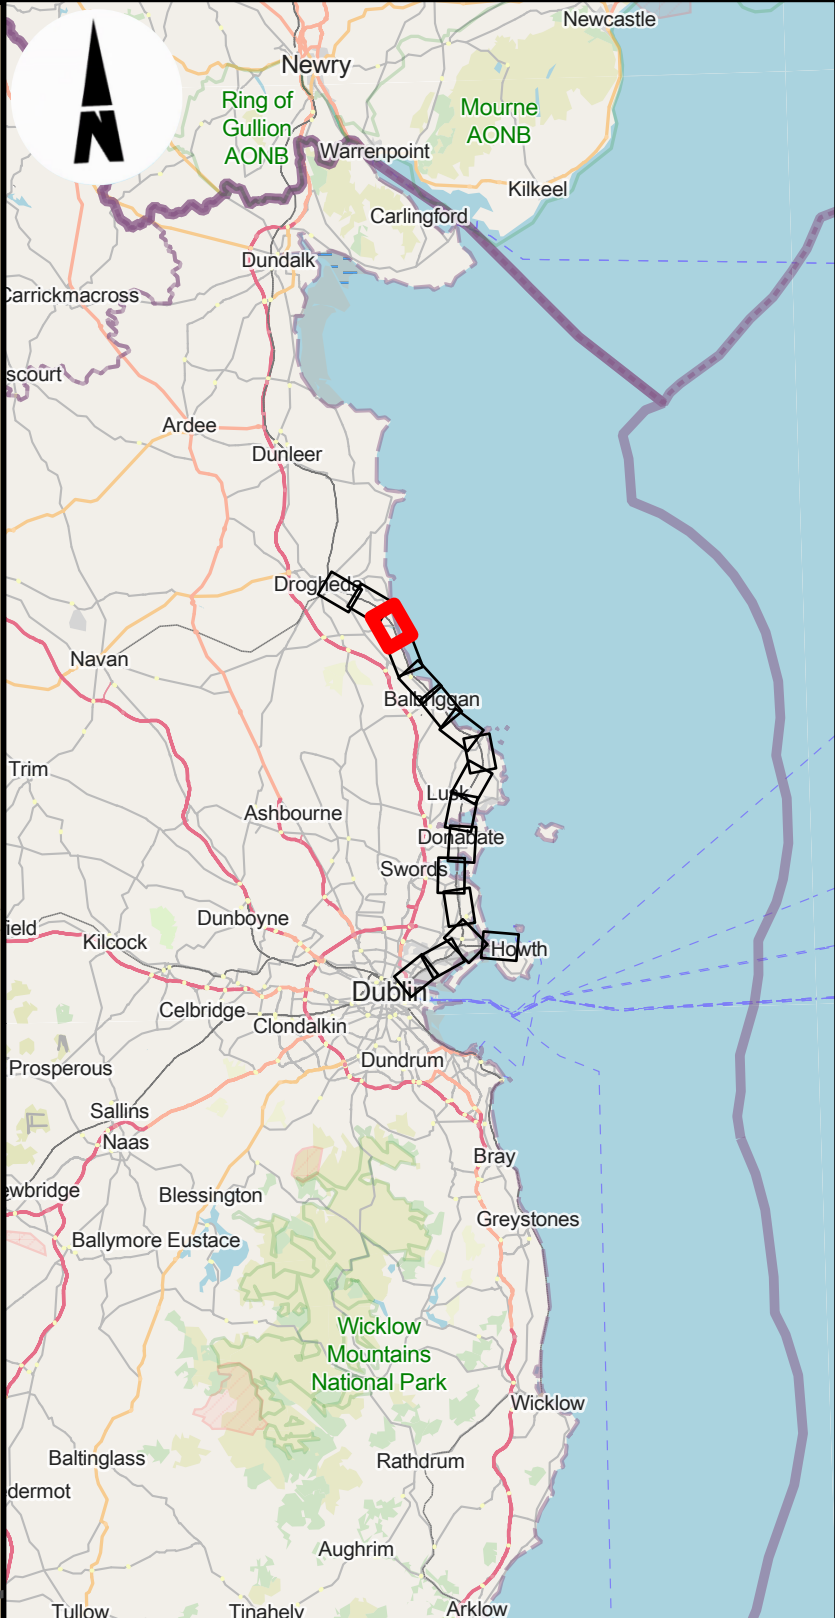 Newcastle
Newry
Ring of
Gullion
AONB
Mourne
AONB
Warrenpoint
Kilkeel
Carlingford
Dundalk
Carrickmacross
scourt
Ardee
Dunleer
Drogheda
Navan
Balbriggan
Trim
Lusk
Ashbourne
Donabate
Swords
Dunboyne
ield
Kilcock
Howth
Dublin
Celbridge
Clondalkin
Dundrum
Prosperous
Sallins
Naas
Bray
ewbridge
Blessington
Greystones
Ballymore Eustace
Wicklow
Mountains
National Park
Wicklow
Baltinglass
Rathdrum
dermot
Aughrim
Tullow
Tinahely
Arklow
N